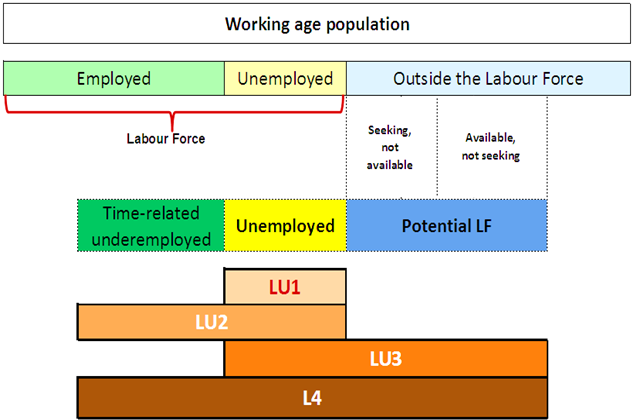 Working age population
Employed
Unemployed
Outside the Labour Force
Labour Force
Seeking,
not
available
Available,
not seeking
Time-related
underemployed
Unemployed
Potential LF
LU1
LU2
LU3
L4